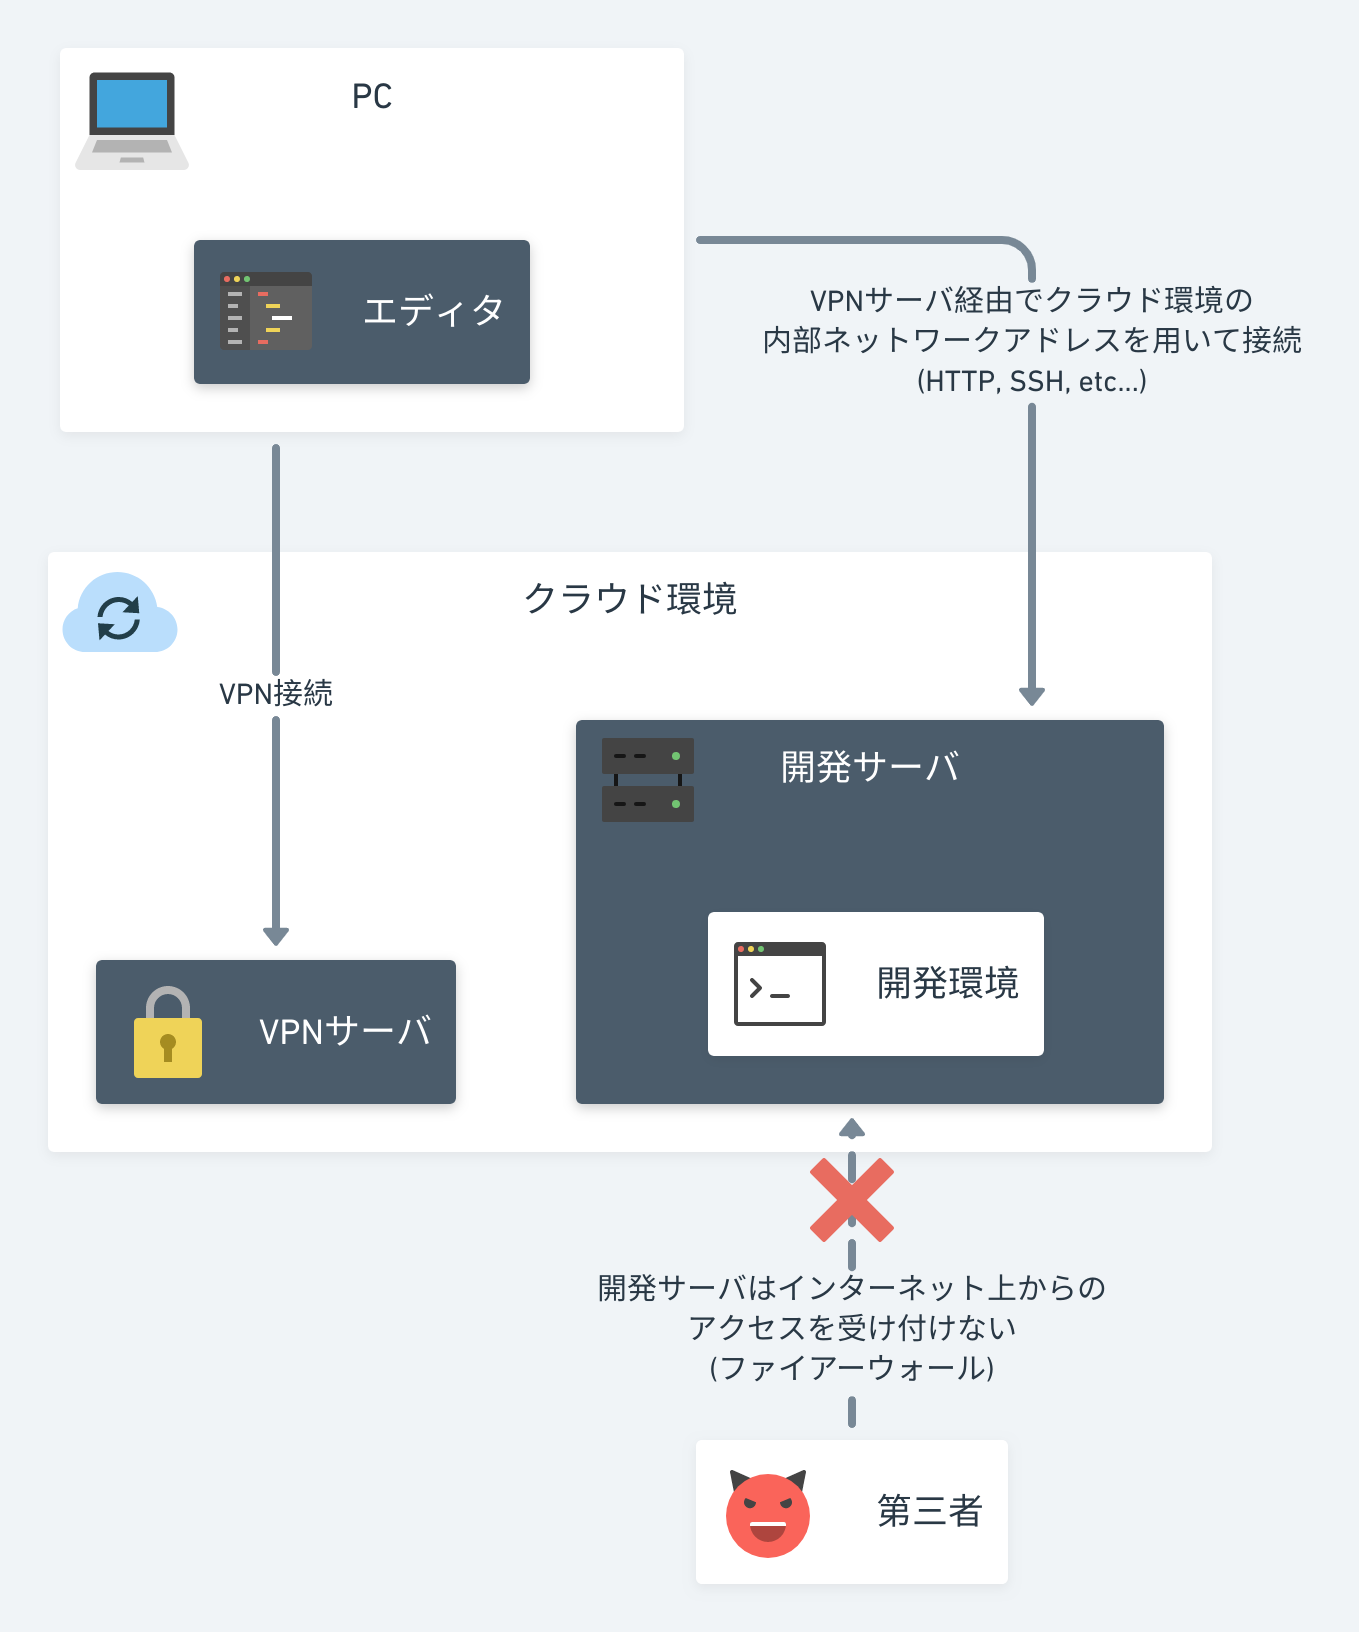 PC
エディタ
VPNサーバ経由でクラウド環境の
内部ネットワークアドレスを用いて接続
(HTTP, SSH, etc...)
クラウド環境
VPN接続
開発サーバ
開発環境
VPNサーバ
開発サーバはインターネット上からの
アクセスを受け付けない
(ファイアーウォール)
第三者